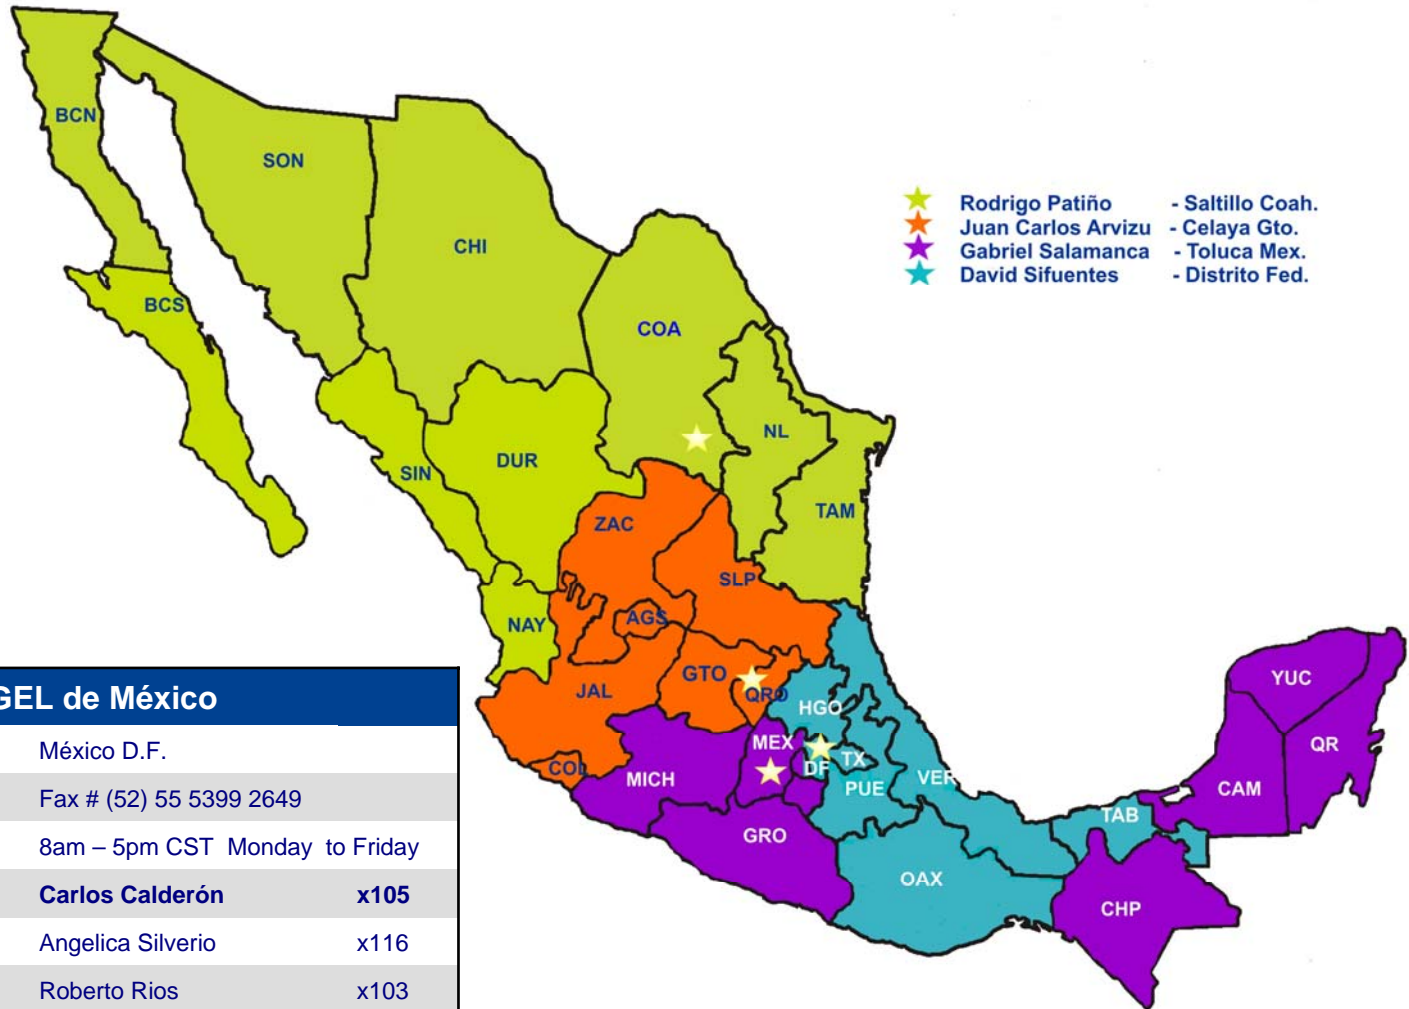 BCN
SON
CHI
BCS
COA
NL
SIN
DUR
TAM
ZAC
SLP
NAY
AGS
GTO
QRO
JAL
HGO
MEX
DF
TX
COL
MICH
PUE
VER
GRO
OAX
TAB
CHP
CAM
YUC
QR
Rodrigo Patiño - Saltillo Coah.
Juan Carlos Arvizu - Celaya Gto.
Gabriel Salamanca - Toluca Mex.
David Sifuentes - Distrito Fed.
GEL de México
México D.F.
Fax # (52) 55 5399 2649
8am – 5pm CST Monday to Friday
Carlos Calderón x105
Angelica Silverio x116
Roberto Rios x103